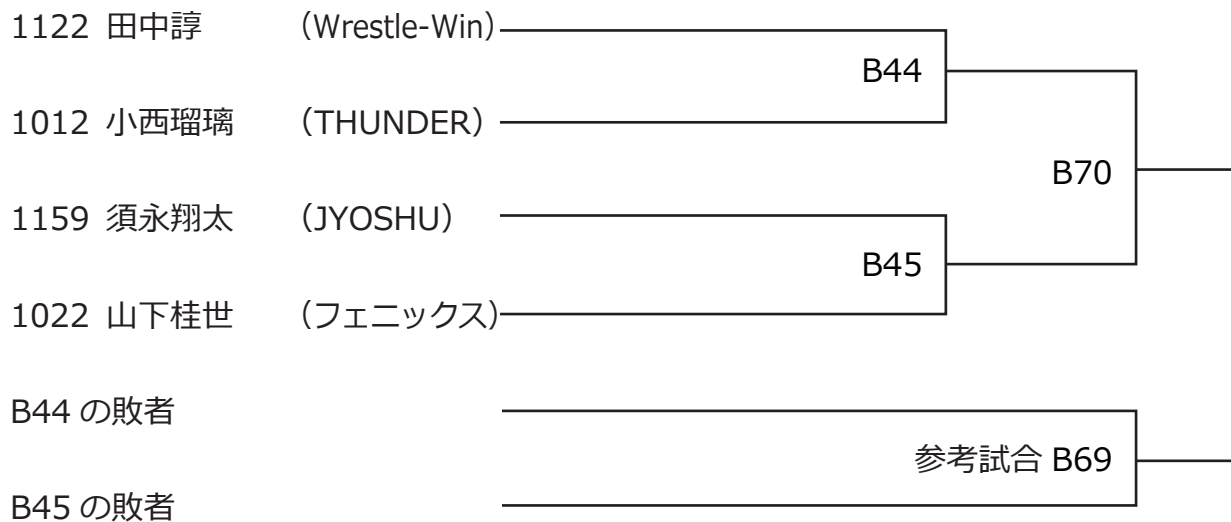 1122 田中諄 （Wrestle-Win）
B44
1012 小西瑠璃 （THUNDER）
B70
1159 須永翔太 （JYOSHU）
B45
1022 山下桂世 （フェニックス）
B44 の敗者
参考試合 B69
B45 の敗者